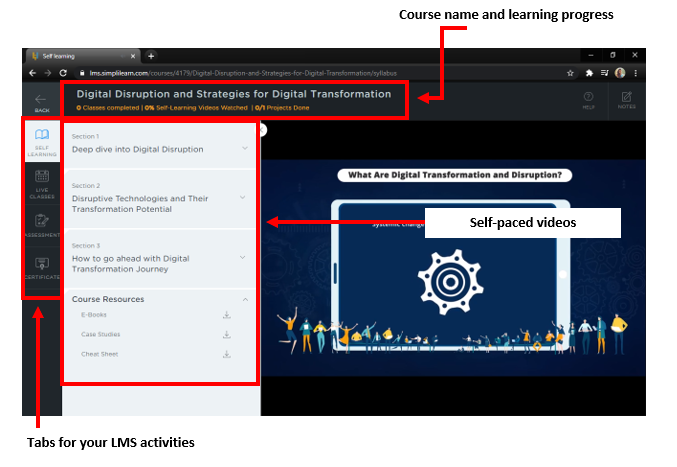 Course name and learning progress
Self learning
lms.simplilearn.com/courses/4179/Digital-Disruption-and-Strategies-for-Digital-Transformation/syllabus
BACK
Digital Disruption and Strategies for Digital Transformation
0 Classes completed | 0% Self-Learning Videos Watched | 0/1 Projects Done
HELP
NOTES
SELF
LEARNING
LIVE
CLASSES
ASSESSMENT
CERTIFICATE
Section 1
Deep dive into Digital Disruption
Section 2
Disruptive Technologies and Their
Transformation Potential
Section 3
How to go ahead with Digital
Transformation Journey
Course Resources
E-Books
Case Studies
Cheat Sheet
What Are Digital Transformation and Disruption?
Systemic change
Self-paced videos
Tabs for your LMS activities